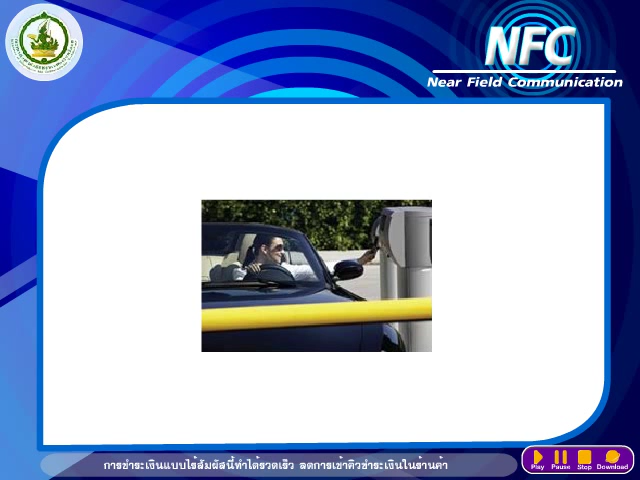 NFC
Near Field Communication
การชำระเงินแบบไร้สัมผัสนี้ทำได้รวดเร็ว ลดการเข้าคิวชำระเงินในร้านค้า
Play Pause Stop Download